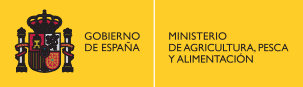 GOBIERNO
DE ESPAÑA
MINISTERIO
DE AGRICULTURA, PESCA
Y ALIMENTACIÓN